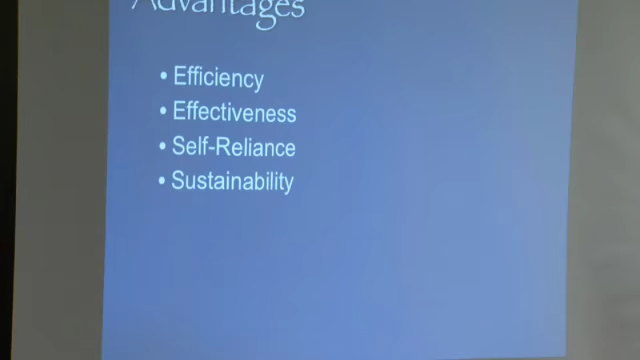 Advantages
• Efficiency
• Effectiveness
• Self-Reliance
• Sustainability